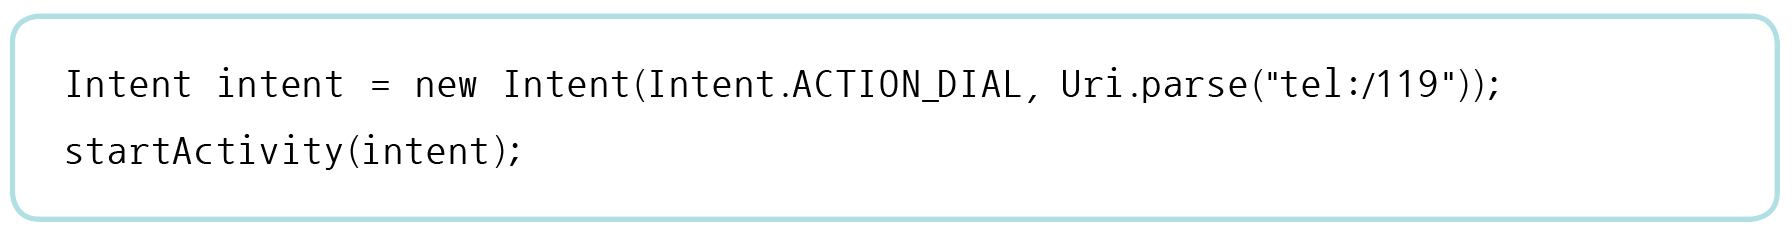 Intent intent = new Intent(Intent.ACTION_DIAL, Uri.parse("tel:/119"));
startActivity(intent);